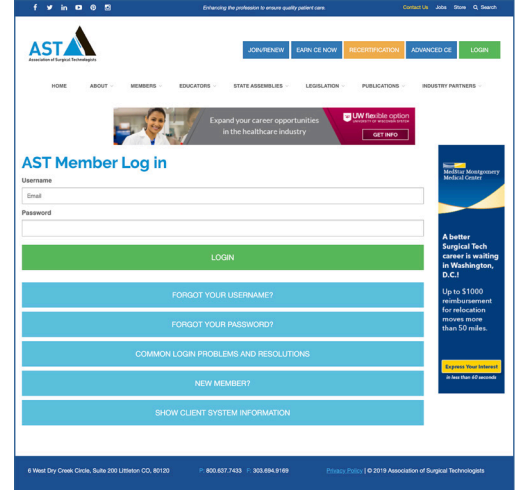 Enhancing the profession to ensure quality patient care.
Contact Us Jobs Store Search
AST
Association of Surgical Technologists
JOIN/RENEW EARN CE NOW RECERTIFICATION ADVANCED CE LOGIN
HOME ABOUT MEMBERS EDUCATORS STATE ASSEMBLIES LEGISLATION PUBLICATIONS INDUSTRY PARTNERS
Expand your career opportunities
in the healthcare industry
UW flexible option
UNIVERSITY OF WISCONSIN SYSTEM
GET INFO
AST Member Log in
Username
Email
Password
LOGIN
FORGOT YOUR USERNAME?
FORGOT YOUR PASSWORD?
COMMON LOGIN PROBLEMS AND RESOLUTIONS
NEW MEMBER?
SHOW CLIENT SYSTEM INFORMATION
MedStar Montgomery
Medical Center
A better
Surgical Tech
career is waiting
in Washington,
D.C.!
Up to $1000
reimbursement
for relocation
moves more
than 50 miles.
Express Your Interest
in less than 60 seconds
6 West Dry Creek Circle, Suite 200 Littleton CO, 80120 P: 800.637.7433 F: 303.694.9169 Privacy Policy | © 2019 Association of Surgical Technologists